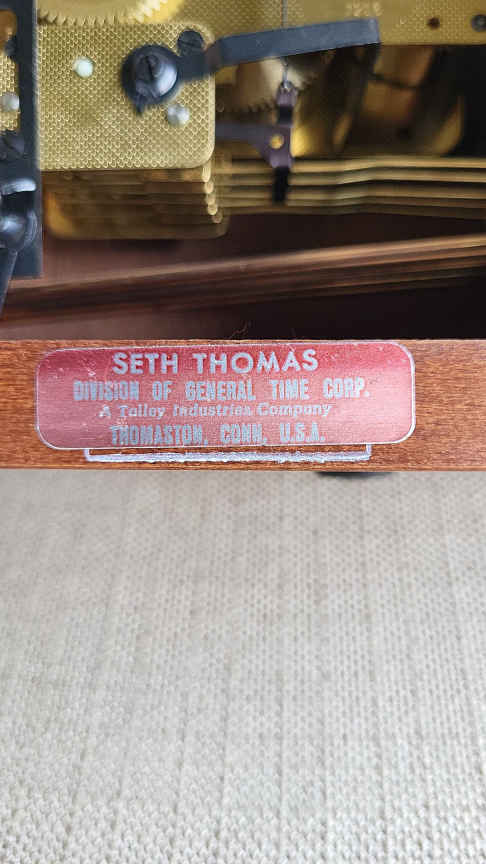 SETH THOMAS
DIVISION OF GENERAL TIME CORP.
A Talley Industries Company
THOMASTON, CONN, U.S.A.